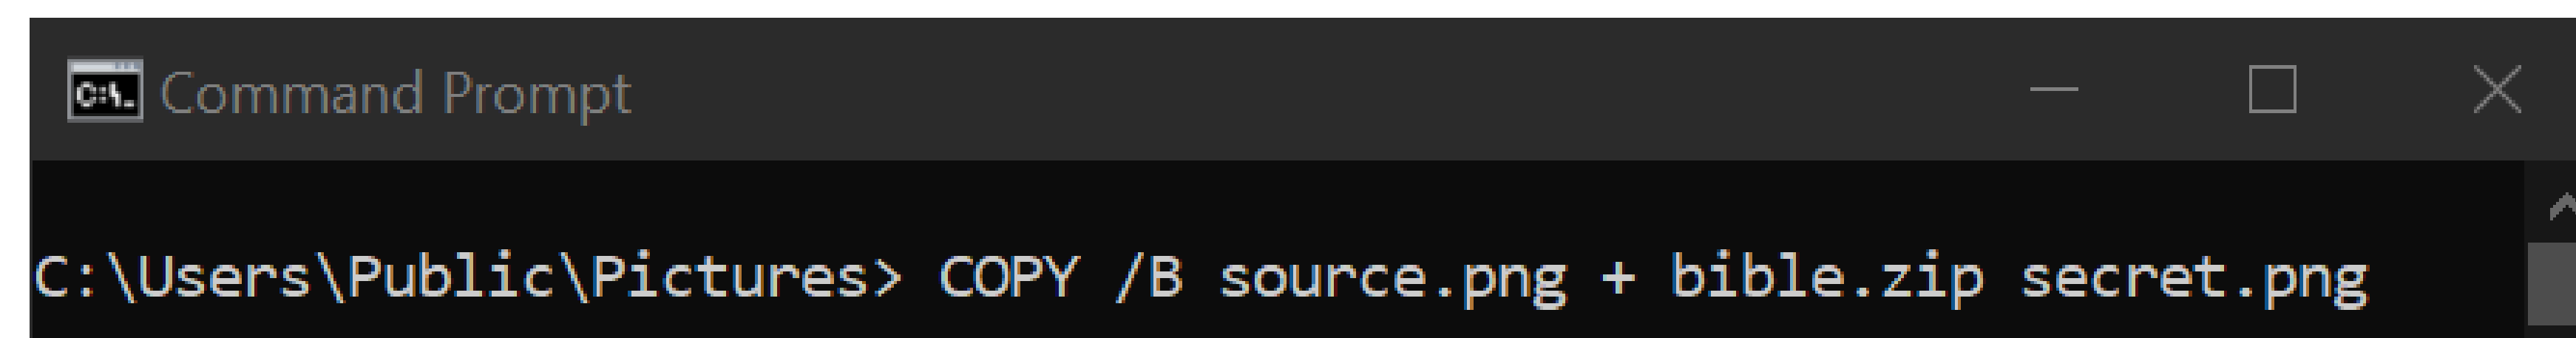 C:\. Command Prompt
C:\Users\Public\Pictures> COPY /B source.png + bible.zip secret.png